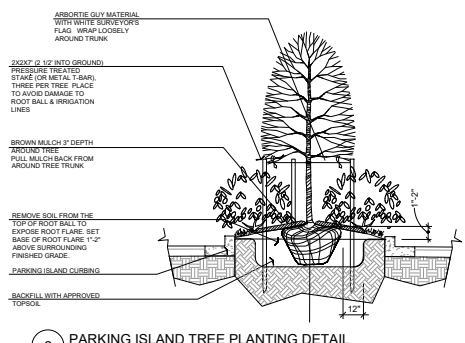 ARBORTIE GUY MATERIAL
WITH WHITE SURVEYOR'S
FLAG WRAP LOOSELY
AROUND TRUNK
2X2X7' (2 1/2' INTO GROUND)
PRESSURE TREATED
STAKE (OR METAL T-BAR),
THREE PER TREE PLACE
TO AVOID DAMAGE TO
ROOT BALL & IRRIGATION
LINES
BROWN MULCH 3" DEPTH
AROUND TREE
PULL MULCH BACK FROM
AROUND TREE TRUNK
1"-2"
REMOVE SOIL FROM THE
TOP OF ROOT BALL TO
EXPOSE ROOT FLARE. SET
BASE OF ROOT FLARE 1"-2"
ABOVE SURROUNDING
FINISHED GRADE.
PARKING ISLAND CURBING
BACKFILL WITH APPROVED
TOPSOIL
12"
PARKING ISLAND TREE PLANTING DETAIL